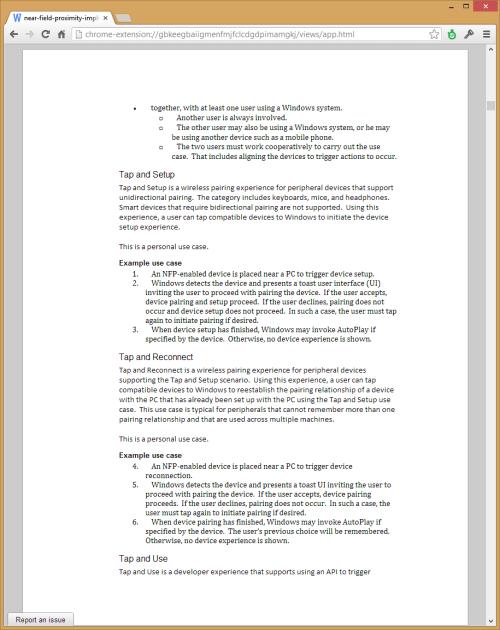 near-field-proximity-impl
chrome-extension://gbkeegbaiigmenfmjfclcdgdpimamgkj/views/app.html
• together, with at least one user using a Windows system.
o Another user is always involved.
o The other user may also be using a Windows system, or he may
be using another device such as a mobile phone.
o The two users must work cooperatively to carry out the use
case. That includes aligning the devices to trigger actions to occur.
Tap and Setup
Tap and Setup is a wireless pairing experience for peripheral devices that support
unidirectional pairing. The category includes keyboards, mice, and headphones.
Smart devices that require bidirectional pairing are not supported. Using this
experience, a user can tap compatible devices to Windows to initiate the device
setup experience.
This is a personal use case.
Example use case
1. An NFP-enabled device is placed near a PC to trigger device setup.
2. Windows detects the device and presents a toast user interface (UI)
inviting the user to proceed with pairing the device. If the user accepts,
device pairing and setup proceed. If the user declines, pairing does not
occur and device setup does not proceed. In such a case, the user must tap
again to initiate pairing if desired.
3. When device setup has finished, Windows may invoke AutoPlay if
specified by the device. Otherwise, no device experience is shown.
Tap and Reconnect
Tap and Reconnect is a wireless pairing experience for peripheral devices
supporting the Tap and Setup scenario. Using this experience, a user can tap
compatible devices to Windows to reestablish the pairing relationship of a device
with the PC that has already been set up with the PC using the Tap and Setup use
case. This use case is typical for peripherals that cannot remember more than one
pairing relationship and that are used across multiple machines.
This is a personal use case.
Example use case
4. An NFP-enabled device is placed near a PC to trigger device
reconnection.
5. Windows detects the device and presents a toast UI inviting the user to
proceed with pairing the device. If the user accepts, device pairing
proceeds. If the user declines, pairing does not occur. In such a case, the
user must tap again to initiate pairing if desired.
6. When device pairing has finished, Windows may invoke AutoPlay if
specified by the device. The user's previous choice will be remembered.
Otherwise, no device experience is shown.
Tap and Use
Tap and Use is a developer experience that supports using an API to trigger
Report an issue